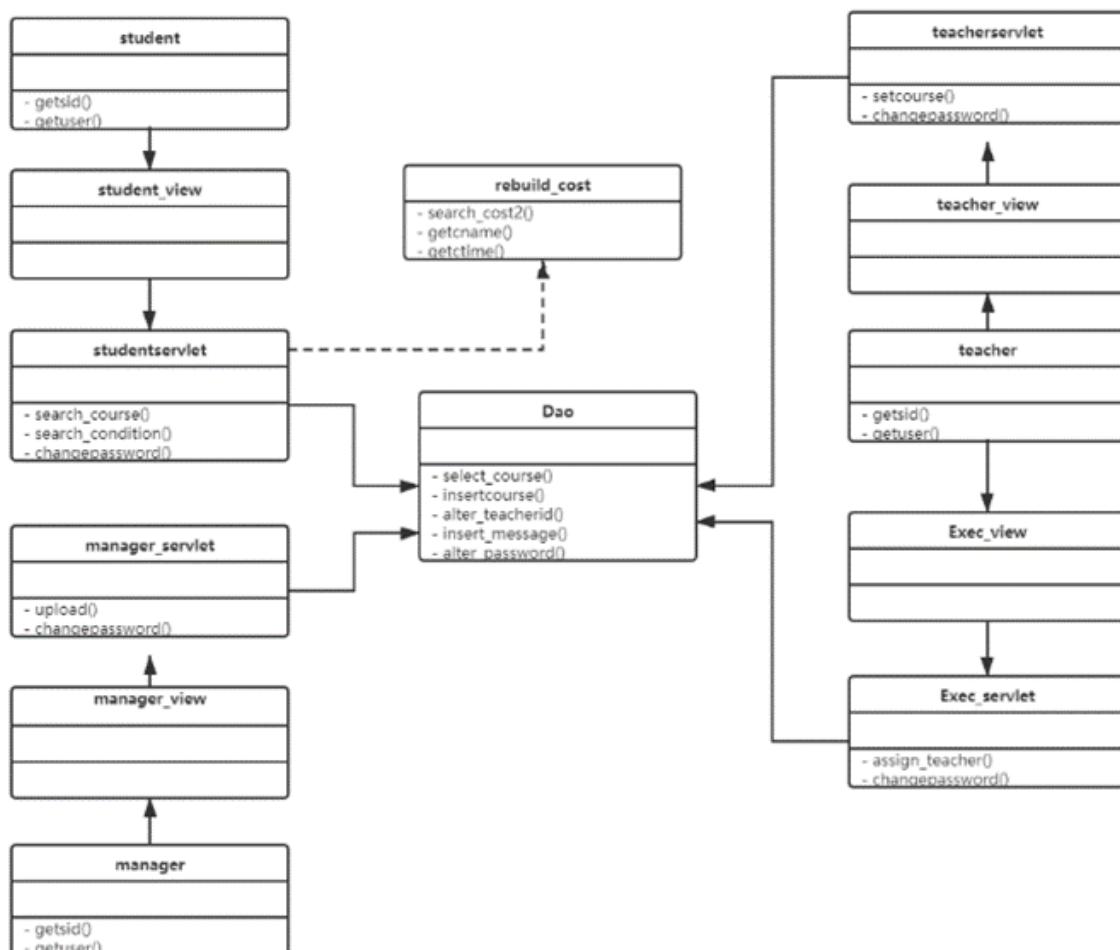 student
- getsid()
- getuser()
student_view
studentservlet
- search_course()
- search_condition()
- changepassword()
manager_servlet
- upload()
- changepassword()
manager_view
manager
- getsid()
- getuser()
rebuild_cost
- search_cost2()
- getcname()
- getctime()
Dao
- select_course()
- insertcourse()
- alter_teacherid()
- insert_message()
- alter_password()
teacherservlet
- setcourse()
- changepassword()
teacher_view
teacher
- getsid()
- getuser()
Exec_view
Exec_servlet
- assign_teacher()
- changepassword()